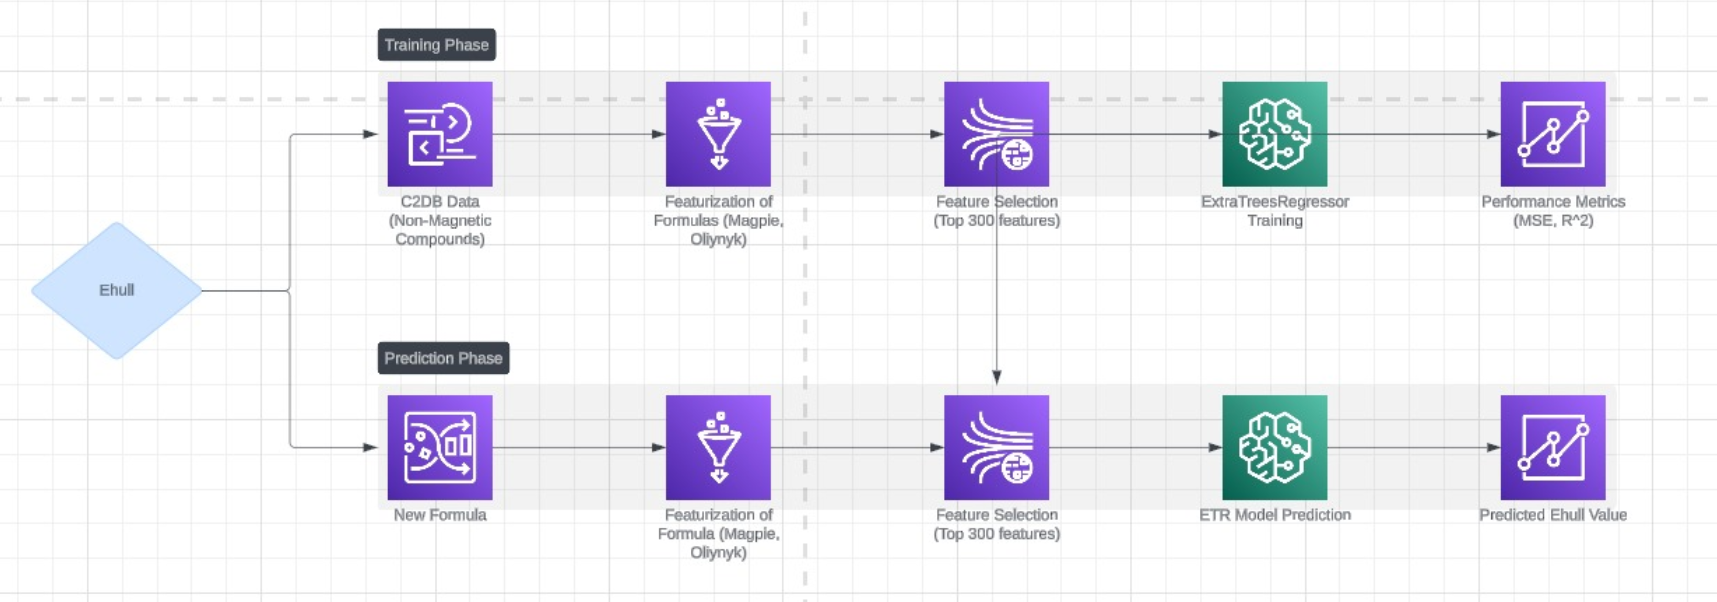 Training Phase
C2DB Data
(Non-Magnetic
Compounds)
Featurization of
Formulas (Magpie,
Oliynyk)
Feature Selection
(Top 300 features)
ExtraTreesRegressor
Training
Performance Metrics
(MSE, R^2)
Ehull
Prediction Phase
New Formula
Featurization of
Formula (Magpie,
Oliynyk)
Feature Selection
(Top 300 features)
ETR Model Prediction
Predicted Ehull Value